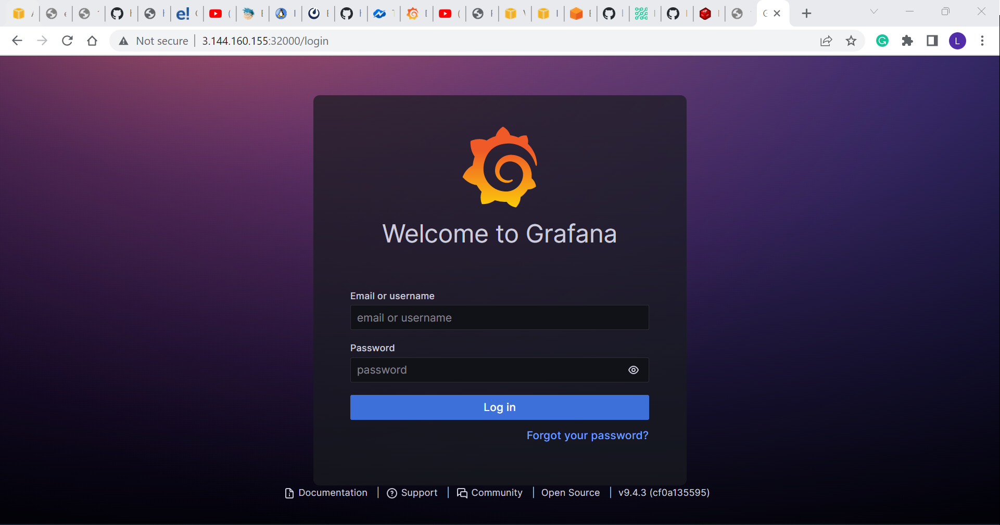 e!
Not secure
3.144.160.155:32000/login
L
Welcome to Grafana
Email or username
email or username
Password
password
Log in
Forgot your password?
Documentation | Support | Community | Open Source | v9.4.3 (cf0a135595)